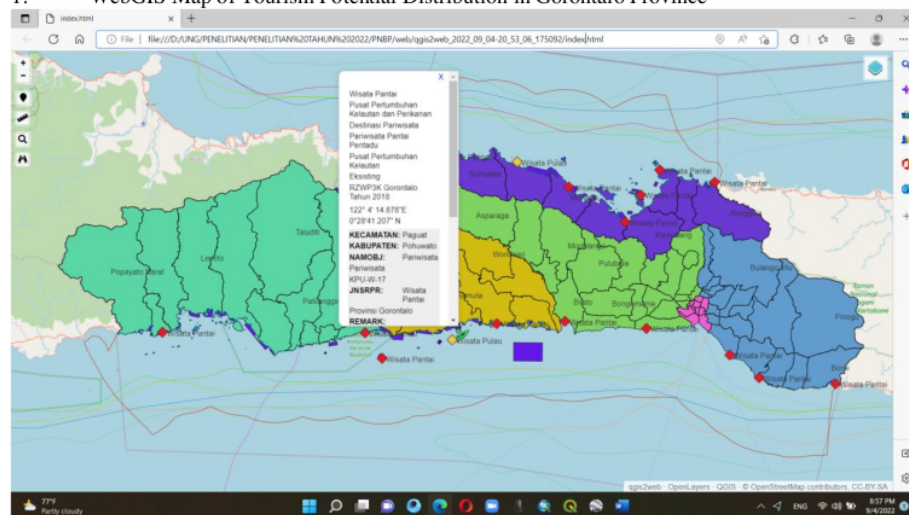 1. WebGIS Map of Tourism Potential Distribution in Gorontalo Province
index.html
File | file:///D:/UNG/PENELITIAN/PENELITIAN%20TAHUN%202022/PNBP/web/qgis2web_2022_09_04-20_53_06_175092/index.html
X
Wisata Pantai
Pusat Pertumbuhan
Kelautan dan Perikanan
Destinasi Pariwisata
Pariwisata Pantai
Pentadu
Pusat Pertumbuhan
Kelautan
Eksisting
RZWP3K Gorontalo
Tahun 2018
122° 4' 14.878"E
0°28'41.207" N
KECAMATAN: Paguat
KABUPATEN: Pohuwato
NAMOBJ: Pariwisata
Pariwisata
KPU-W-17
JNSRPR: Wisata
Pantai
Provinsi Gorontalo
REMARK:
Wisata Pulau
Sumalata
Wisata Pantai
Wisata Pantai
Wisata Pantai
Wisata Pantai
Wisata Pantai
Asparaga
Taluditi
Lemito
Popayato Barat
Pulubala
Bulango Ulu
Pinogu
Boliyohuto
Wisata Pantai
Wisata Pantai
Wisata Pulau
Wisata Pantai
Wisata Pantai
Wisata Pantai
Wisata Pantai
Wisata Pantai
Bone
Wisata Pantai
qgis2web · OpenLayers · QGIS · © OpenStreetMap contributors, CC-BY-SA
77°F
Partly cloudy
ENG
8:57 PM
9/4/2022